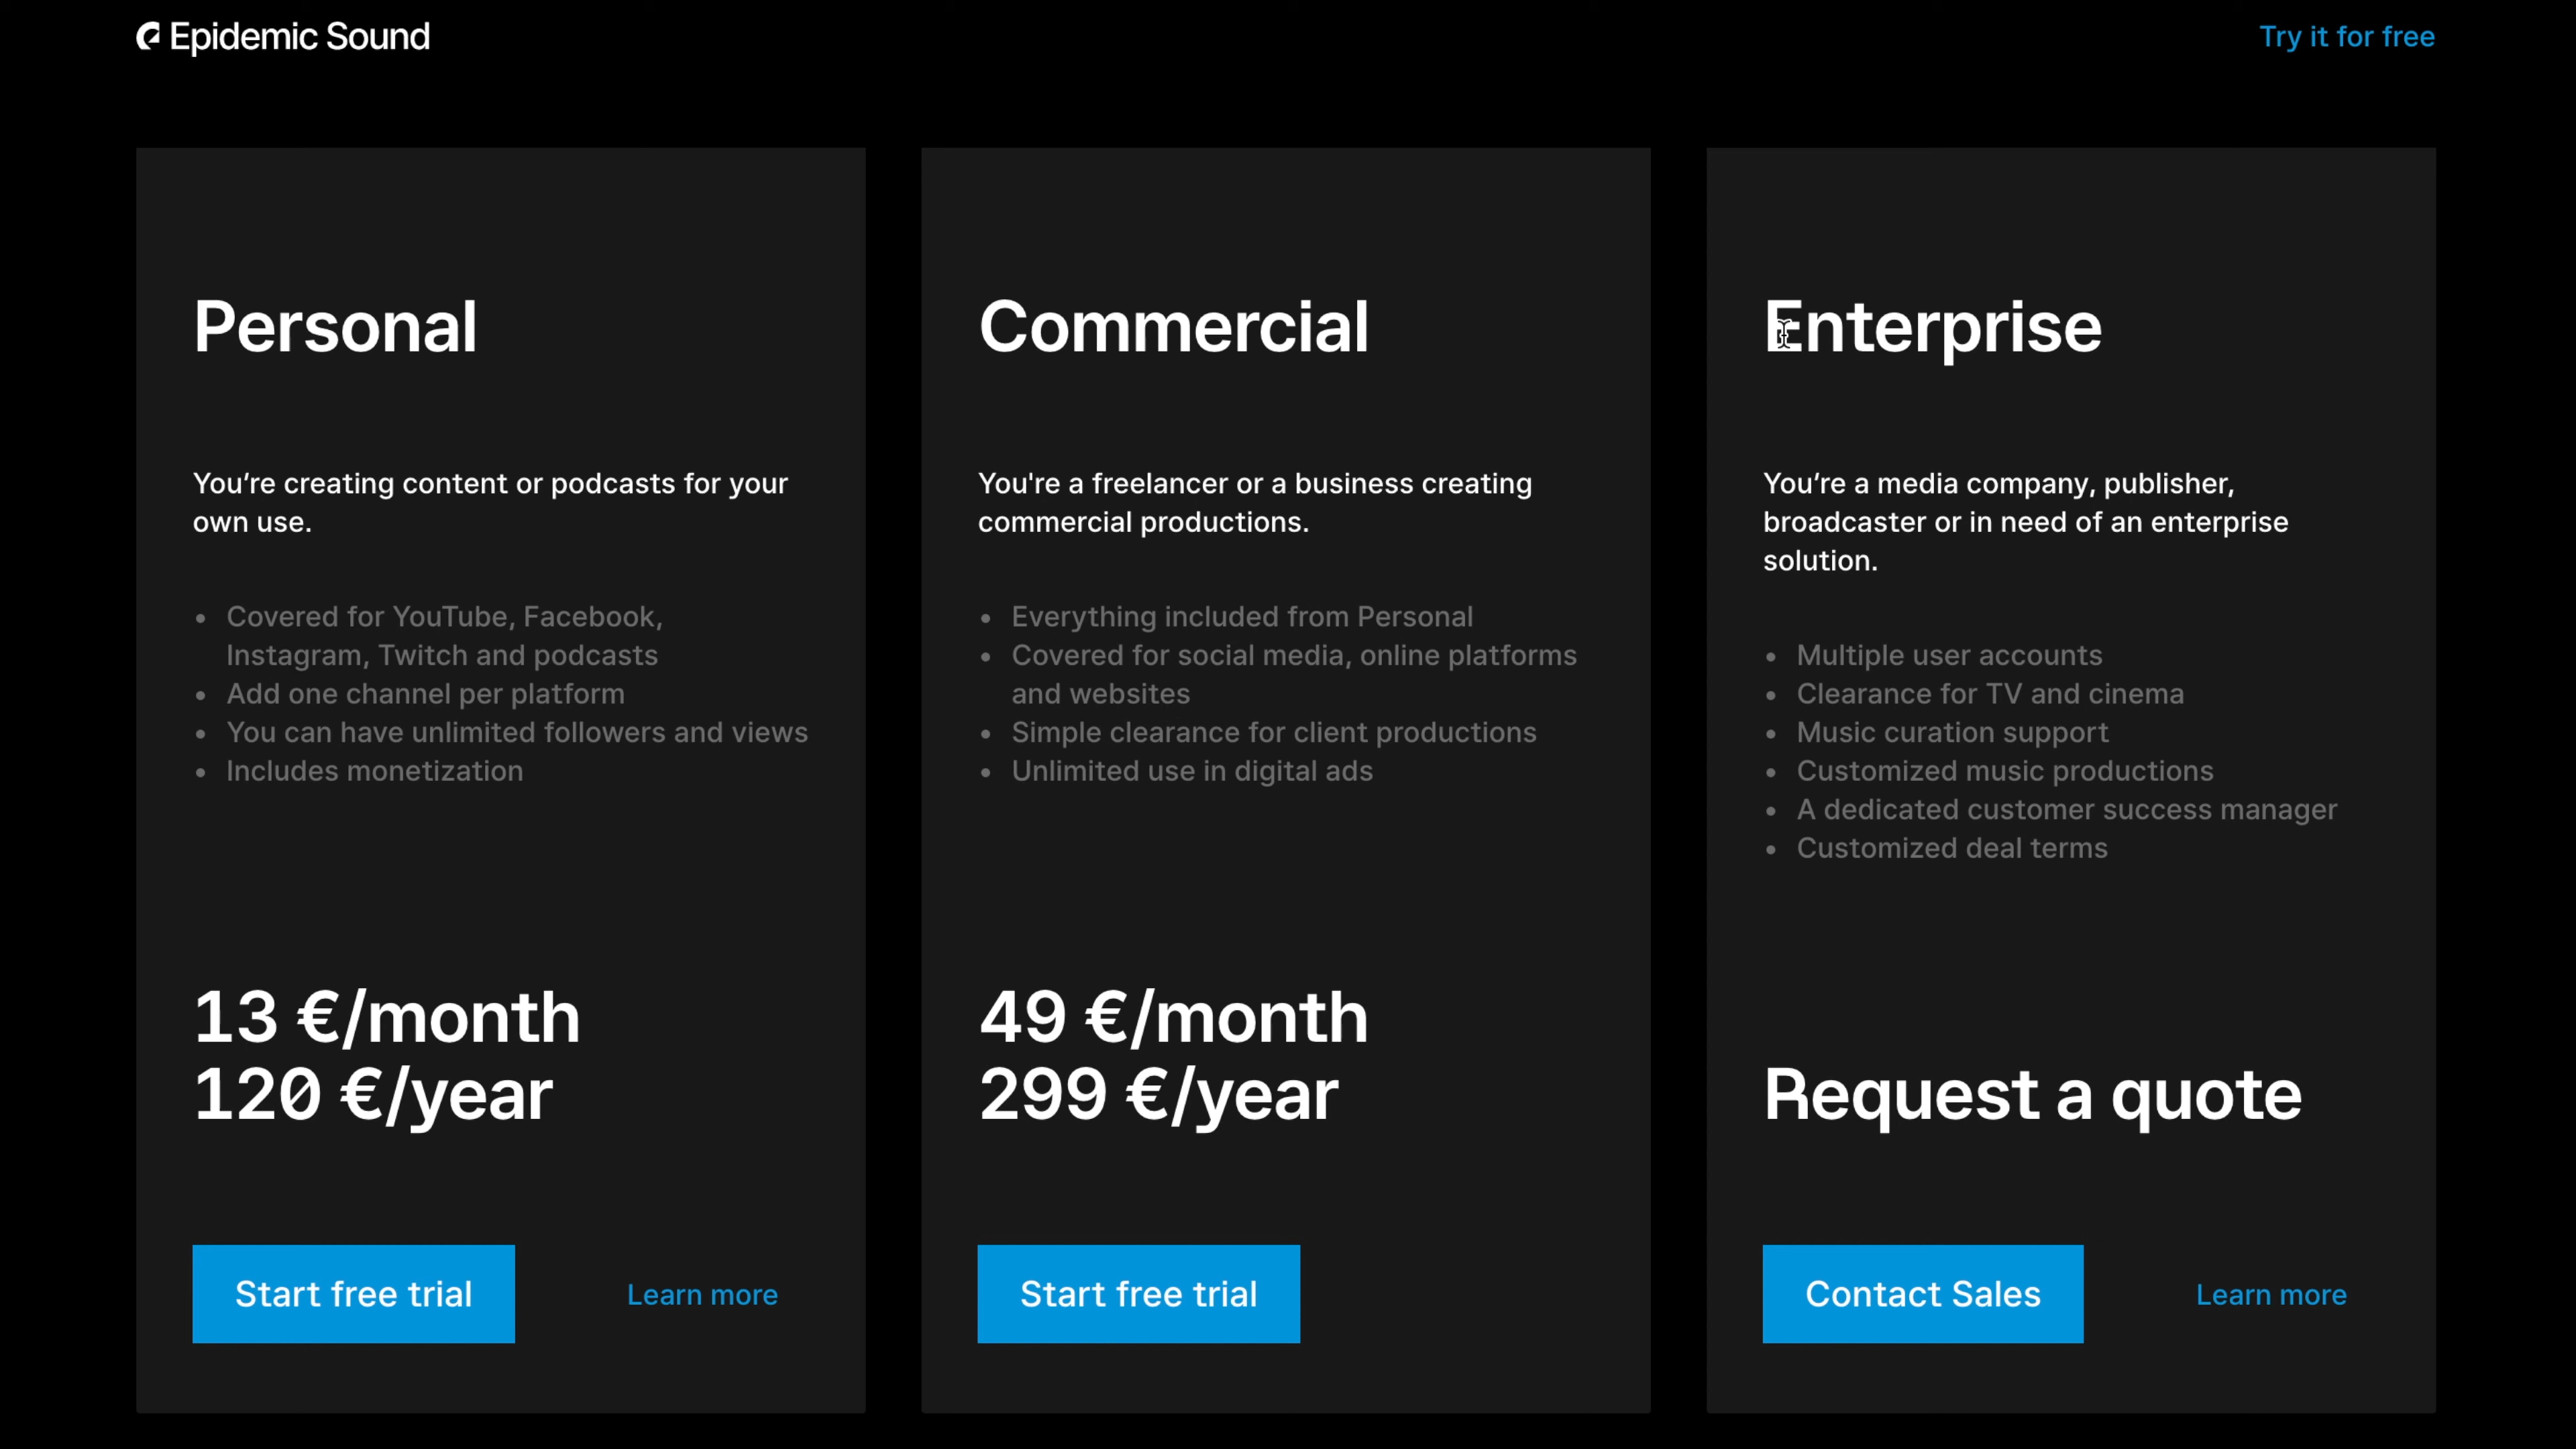 Epidemic Sound
Try it for free
Personal
You’re creating content or podcasts for your
own use.
• Covered for YouTube, Facebook,
Instagram, Twitch and podcasts
• Add one channel per platform
• You can have unlimited followers and views
• Includes monetization
13 €/month
120 €/year
Start free trial
Learn more
Commercial
You're a freelancer or a business creating
commercial productions.
• Everything included from Personal
• Covered for social media, online platforms
and websites
• Simple clearance for client productions
• Unlimited use in digital ads
49 €/month
299 €/year
Start free trial
Enterprise
You’re a media company, publisher,
broadcaster or in need of an enterprise
solution.
• Multiple user accounts
• Clearance for TV and cinema
• Music curation support
• Customized music productions
• A dedicated customer success manager
• Customized deal terms
Request a quote
Contact Sales
Learn more